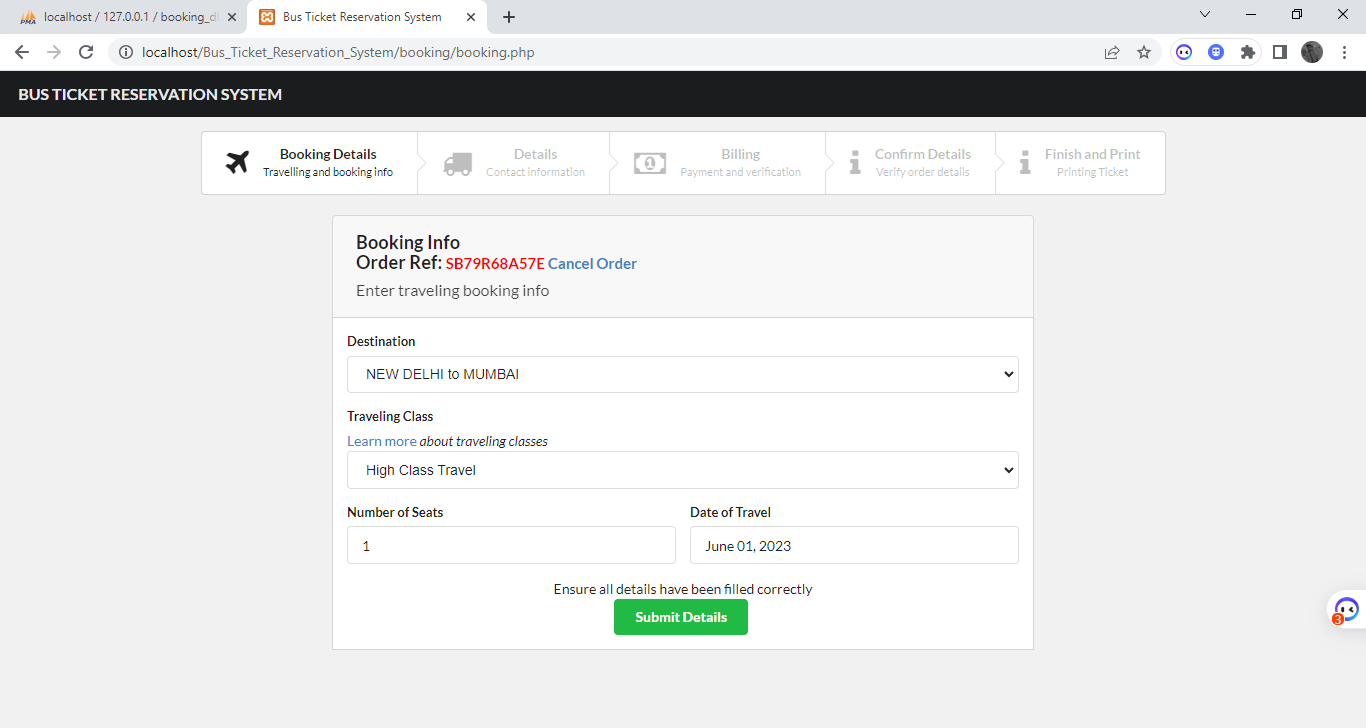 localhost / 127.0.0.1 / booking_d
Bus Ticket Reservation System
localhost/Bus_Ticket_Reservation_System/booking/booking.php
BUS TICKET RESERVATION SYSTEM
Booking Details
Travelling and booking info
Details
Contact information
Billing
Payment and verification
Confirm Details
Verify order details
Finish and Print
Printing Ticket
Booking Info
Order Ref: SB79R68A57E Cancel Order
Enter traveling booking info
Destination
NEW DELHI to MUMBAI
Traveling Class
Learn more about traveling classes
High Class Travel
Number of Seats
Date of Travel
1
June 01, 2023
Ensure all details have been filled correctly
Submit Details
3